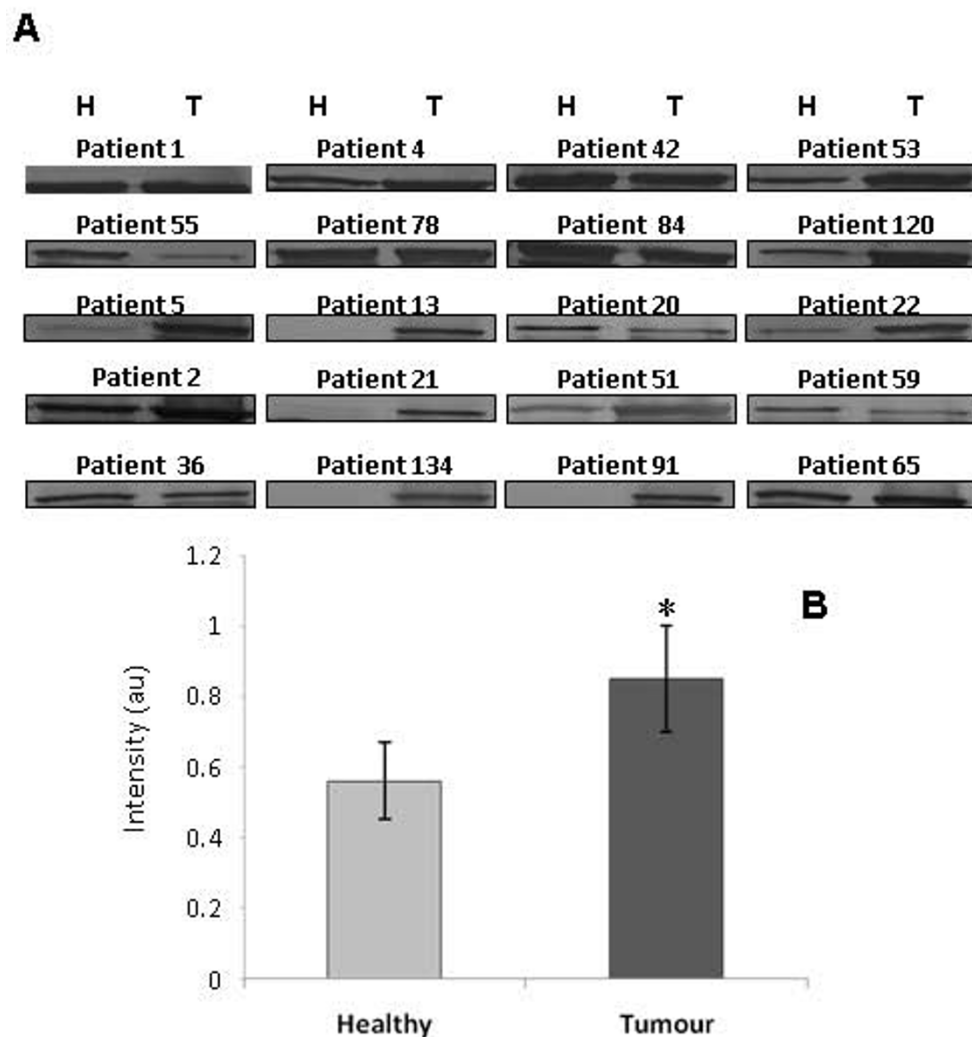 A
H T H T H T H T
Patient 1 Patient 4 Patient 42 Patient 53
Patient 55 Patient 78 Patient 84 Patient 120
Patient 5 Patient 13 Patient 20 Patient 22
Patient 2 Patient 21 Patient 51 Patient 59
Patient 36 Patient 134 Patient 91 Patient 65
B
Intensity (au)
1.2
1
0.8
0.6
0.4
0.2
0
*
Healthy Tumour